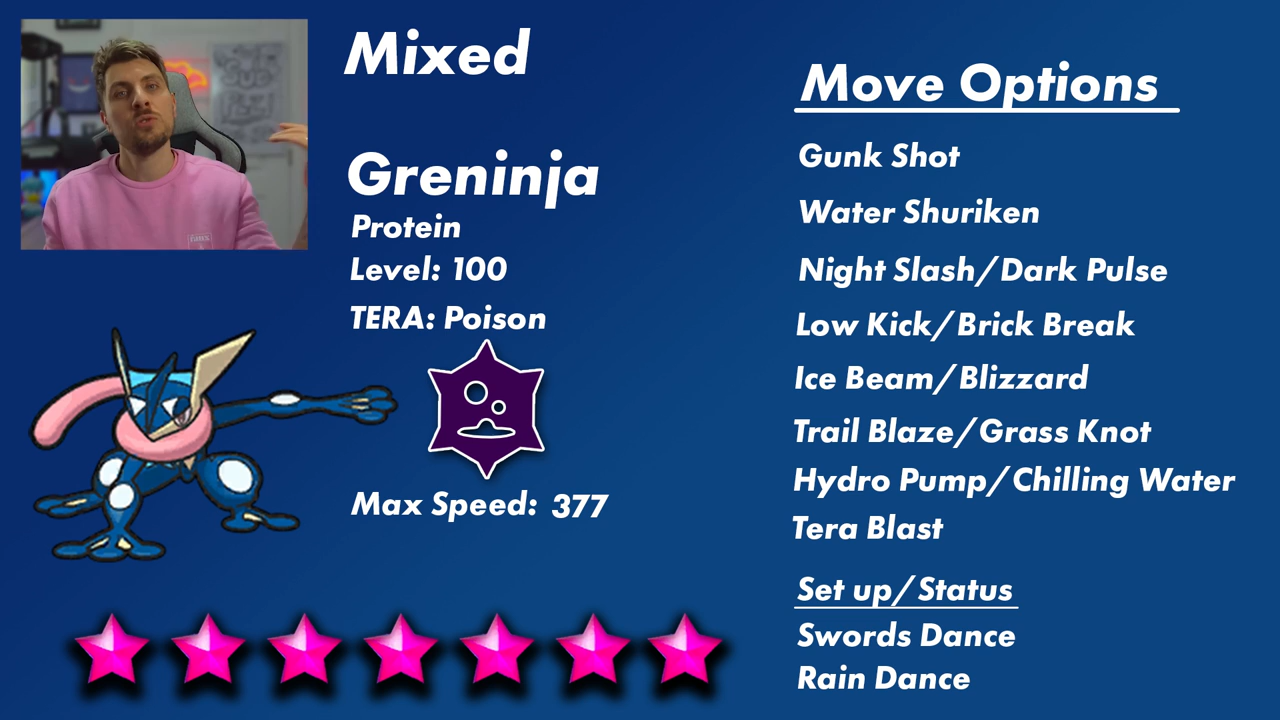 Mixed
Greninja
Protein
Level: 100
TERA: Poison
Max Speed: 377
Move Options
Gunk Shot
Water Shuriken
Night Slash/Dark Pulse
Low Kick/Brick Break
Ice Beam/Blizzard
Trail Blaze/Grass Knot
Hydro Pump/Chilling Water
Tera Blast
Set up/Status
Swords Dance
Rain Dance